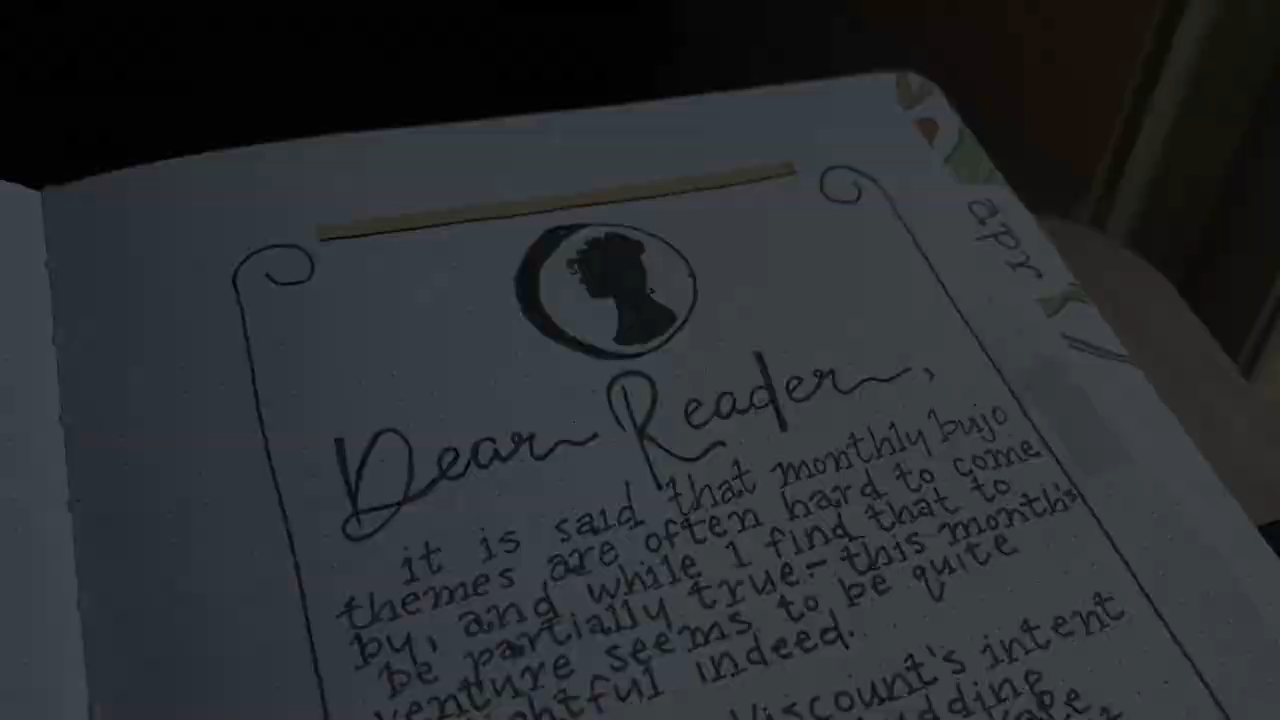 apr
Dear Reader,
it is said that monthly bujo
themes are often hard to come
by, and while I find that to
be partially true - this month's
venture seems to be quite
indeed.
Viscount's intent